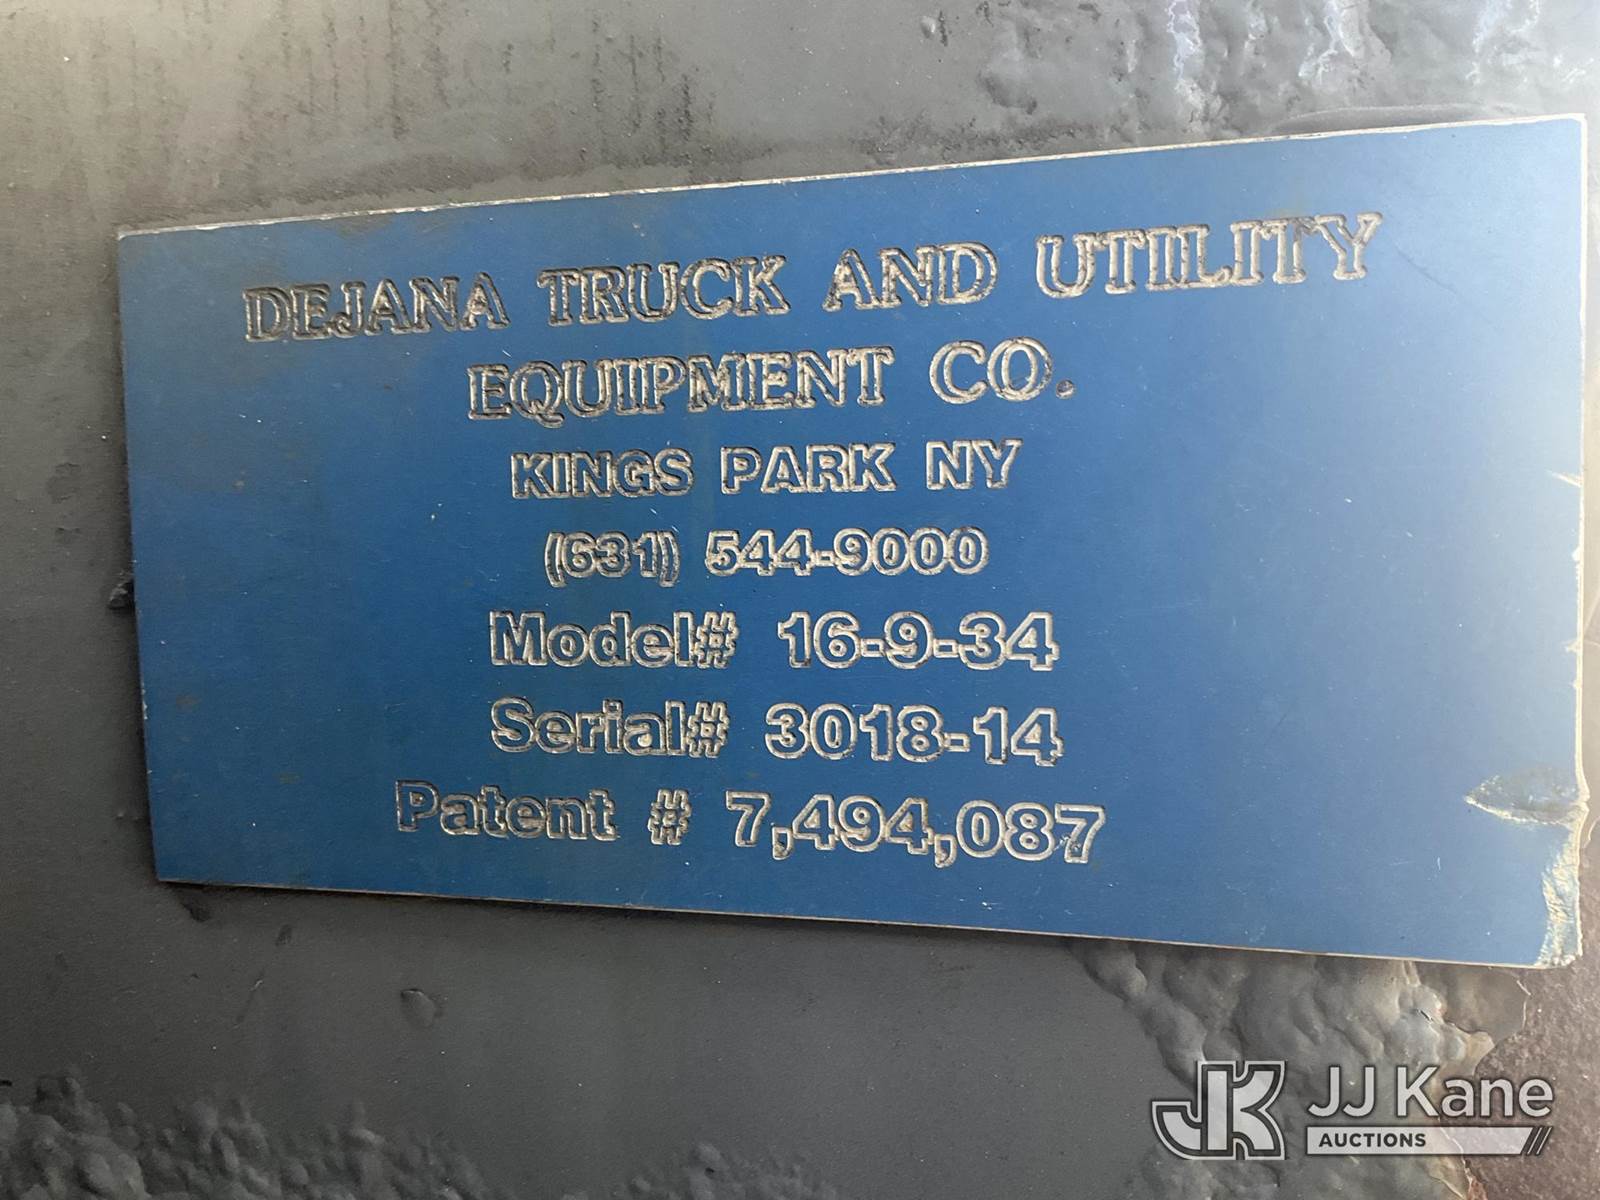 DEJANA TRUCK AND UTILITY
EQUIPMENT CO.
KINGS PARK NY
(631) 544-9000
Model# 16-9-34
Serial# 3018-14
Patent # 7,494,087
JK JJ Kane
AUCTIONS